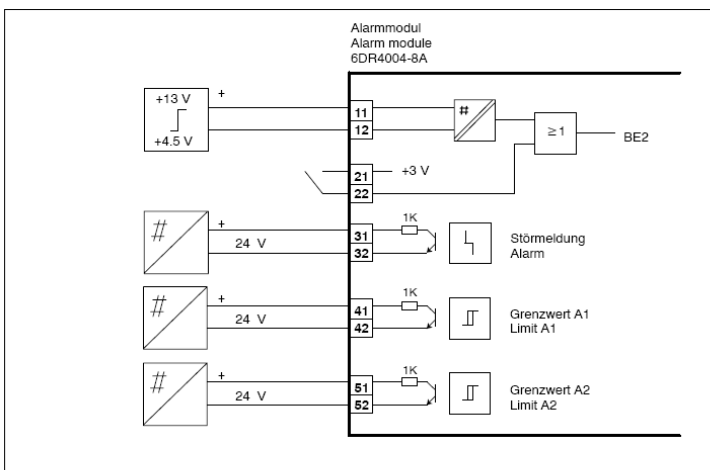 Alarmmodul
Alarm module
6DR4004-8A
+13 V
+4.5 V
+
11
12
#
≥1
BE2
21
22
+3 V
#
+
24 V
31
32
1K
Störmeldung
Alarm
#
+
24 V
41
42
1K
Grenzwert A1
Limit A1
#
+
24 V
51
52
1K
Grenzwert A2
Limit A2